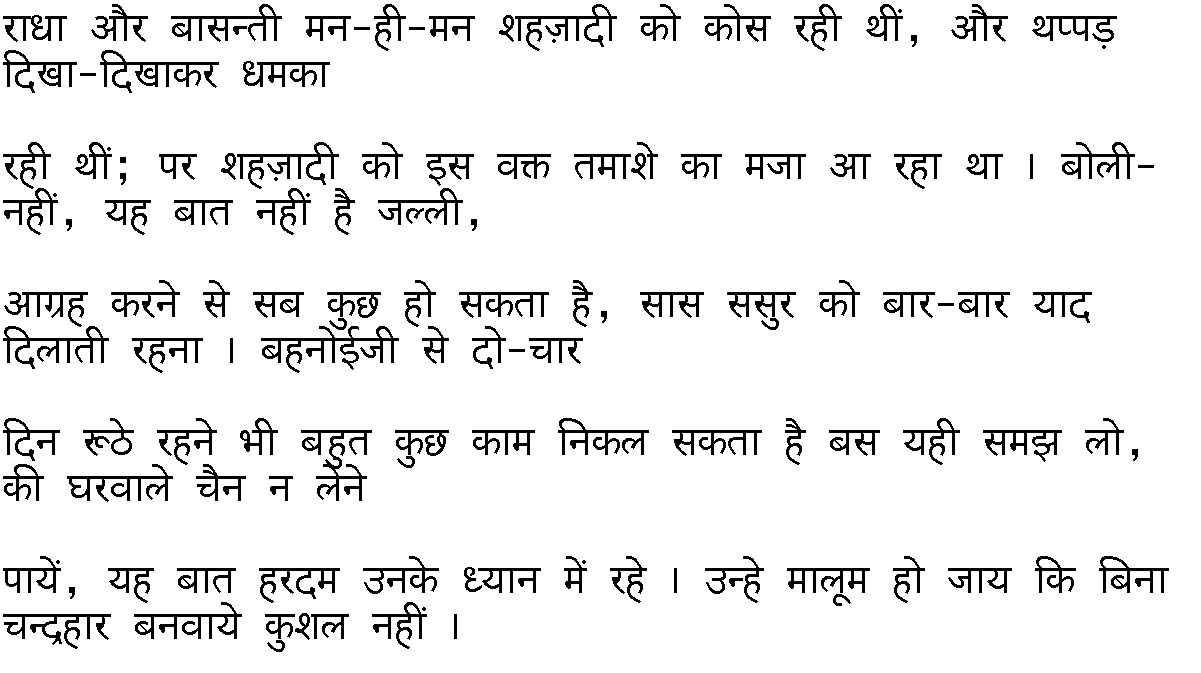 राधा और बासन्ती मन-ही-मन शहज़ादी को कोस रही थीं, और थप्पड़
दिखा-दिखाकर धमका
रही थीं; पर शहज़ादी को इस वक्त तमाशे का मजा आ रहा था । बोली-
नहीं, यह बात नहीं है जल्ली,
आग्रह करने से सब कुछ हो सकता है, सास ससुर को बार-बार याद
दिलाती रहना । बहनोईजी से दो-चार
दिन रूठे रहने भी बहुत कुछ काम निकल सकता है बस यही समझ लो,
की घरवाले चैन न लेने
पायें, यह बात हरदम उनके ध्यान में रहे । उन्हे मालूम हो जाय कि बिना
चन्द्रहार बनवाये कुशल नहीं ।